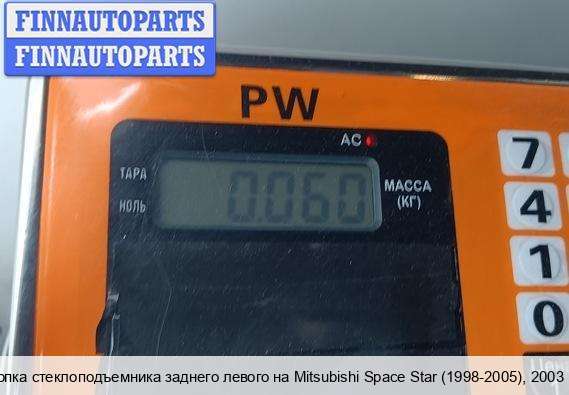 FINNAUTOPARTS
FINNAUTOPARTS
PW
AC
ТАРА
НОЛЬ
0.060
МАССА
(КГ)
7
4
1
0
опка стеклоподъемника заднего левого на Mitsubishi Space Star (1998-2005), 2003